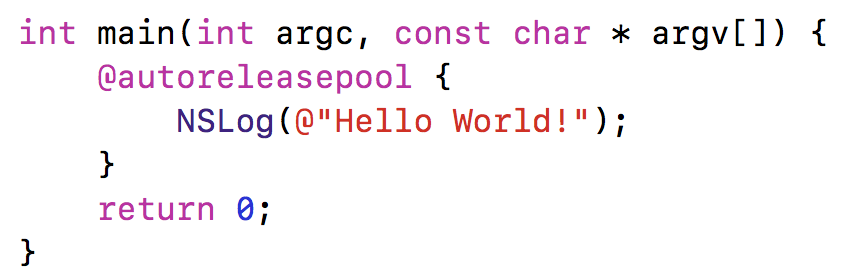 int main(int argc, const char * argv[]) {
    @autoreleasepool {
        NSLog(@"Hello World!");
    }
    return 0;
}